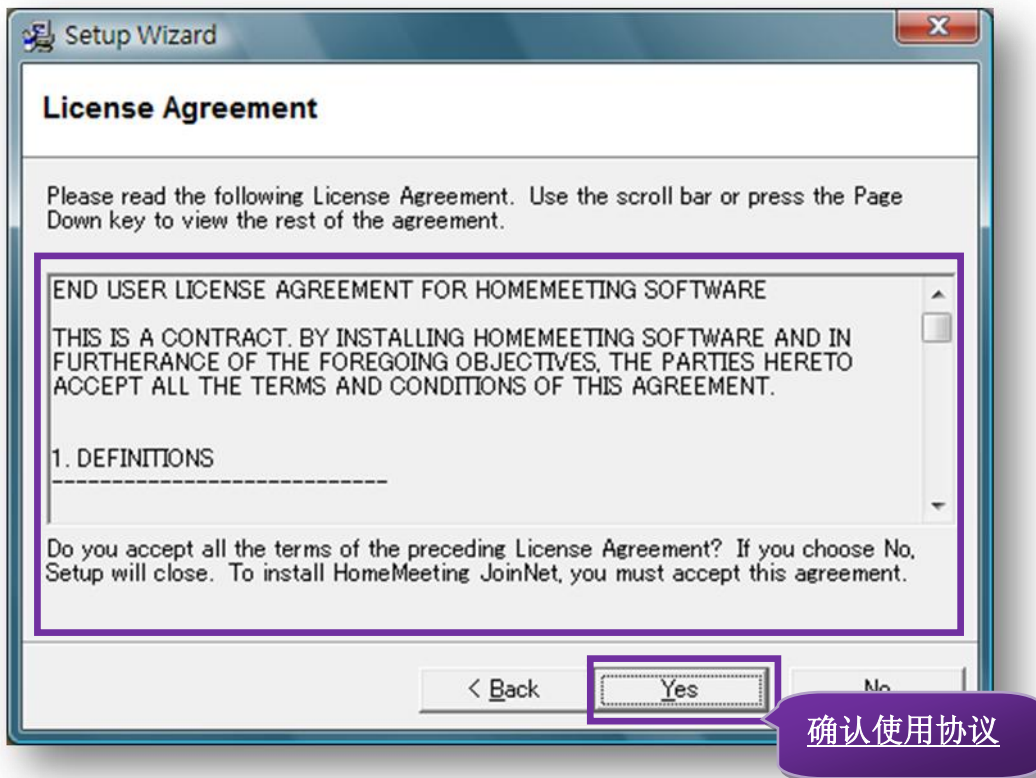 Setup Wizard
License Agreement
Please read the following License Agreement. Use the scroll bar or press the Page
Down key to view the rest of the agreement.
END USER LICENSE AGREEMENT FOR HOMEMEETING SOFTWARE
THIS IS A CONTRACT. BY INSTALLING HOMEMEETING SOFTWARE AND IN
FURTHERANCE OF THE FOREGOING OBJECTIVES, THE PARTIES HERETO
ACCEPT ALL THE TERMS AND CONDITIONS OF THIS AGREEMENT.
1. DEFINITIONS
----------------------------
Do you accept all the terms of the preceding License Agreement? If you choose No,
Setup will close. To install HomeMeeting JoinNet, you must accept this agreement.
< Back
Yes
No
确认使用协议